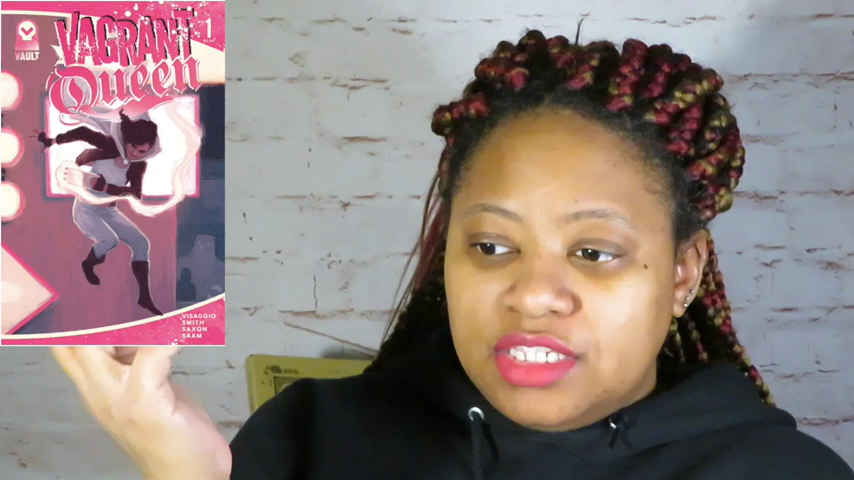 VAULT
VAGRANT
Queen
1
VISAGGIO
SMITH
SAXON
SAAM